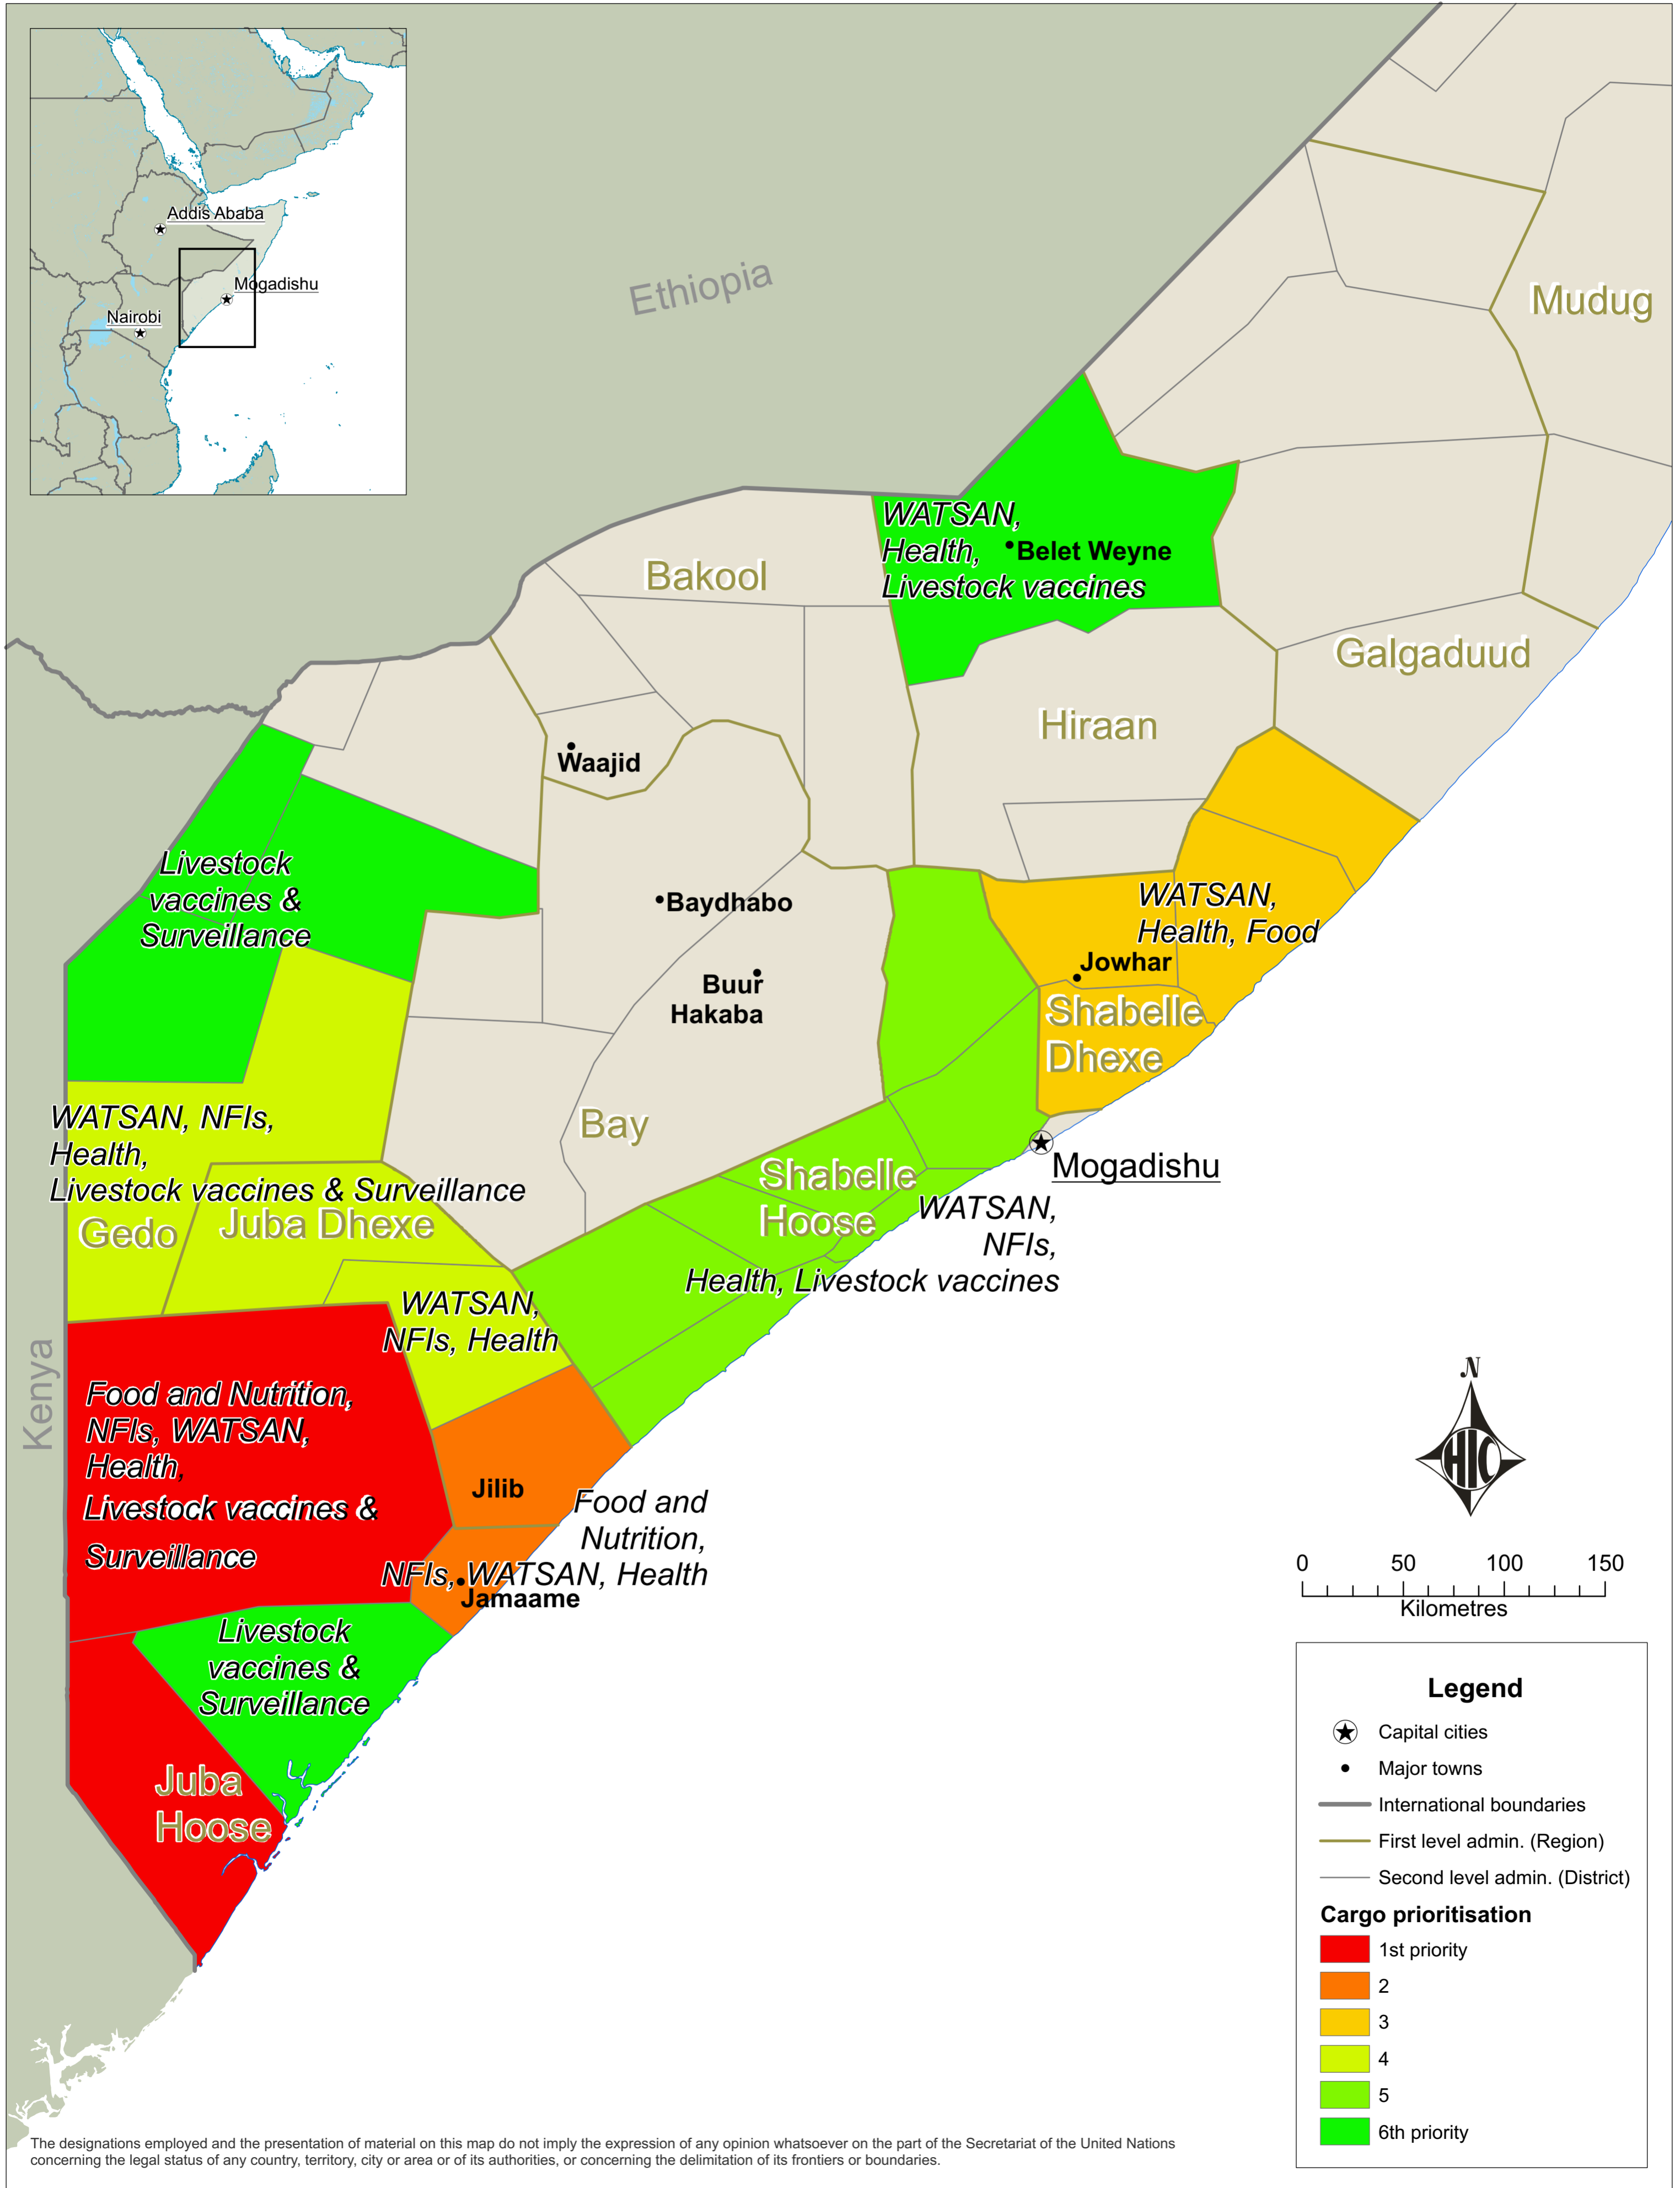 Addis Ababa
Mogadishu
Nairobi
Ethiopia
Mudug
WATSAN,
Health,
Livestock vaccines
Belet Weyne
Bakool
Galgaduud
Hiraan
Waajid
Livestock
vaccines &
Surveillance
Baydhabo
WATSAN,
Health, Food
Jowhar
Buur
Hakaba
Shabelle
Dhexe
WATSAN, NFIs,
Health,
Livestock vaccines & Surveillance
Bay
Mogadishu
Gedo
Juba Dhexe
Shabelle
Hoose
WATSAN,
NFIs,
Health, Livestock vaccines
WATSAN,
NFIs, Health
Kenya
Food and Nutrition,
NFIs, WATSAN,
Health,
Livestock vaccines &
Surveillance
N
HIC
Jilib
Food and
Nutrition,
NFIs, WATSAN, Health
Jamaame
0 50 100 150
Kilometres
Livestock
vaccines &
Surveillance
Juba
Hoose
Legend
Capital cities
Major towns
International boundaries
First level admin. (Region)
Second level admin. (District)
Cargo prioritisation
1st priority
2
3
4
5
6th priority
The designations employed and the presentation of material on this map do not imply the expression of any opinion whatsoever on the part of the Secretariat of the United Nations
concerning the legal status of any country, territory, city or area or of its authorities, or concerning the delimitation of its frontiers or boundaries.